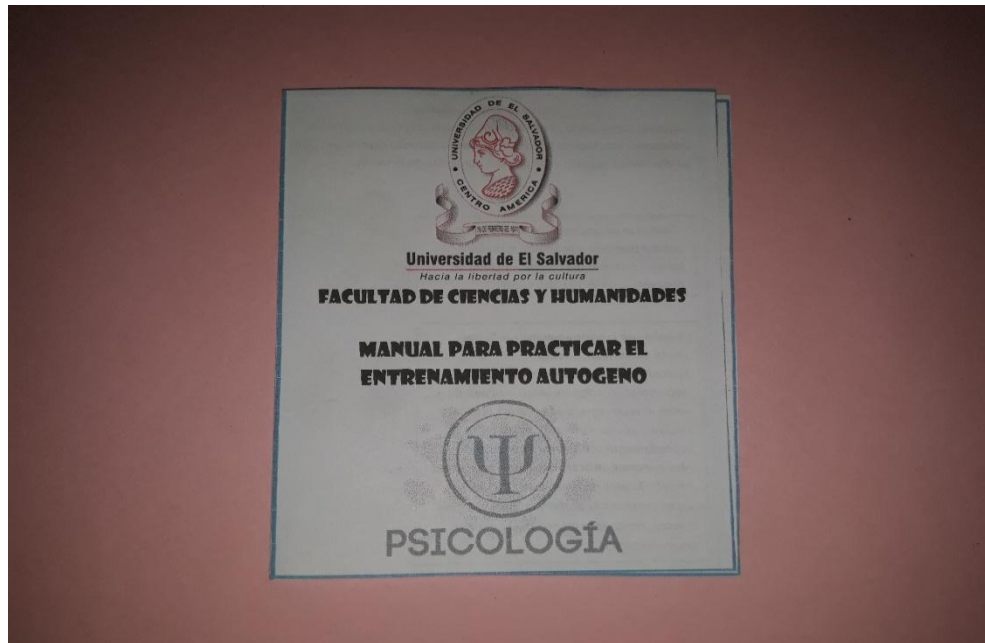 UNIVERSIDAD DE EL SALVADOR
CENTRO AMERICA
Universidad de El Salvador
Hacia la libertad por la cultura
FACULTAD DE CIENCIAS Y HUMANIDADES
MANUAL PARA PRACTICAR EL
ENTRENAMIENTO AUTOGENO
Ψ
PSICOLOGÍA